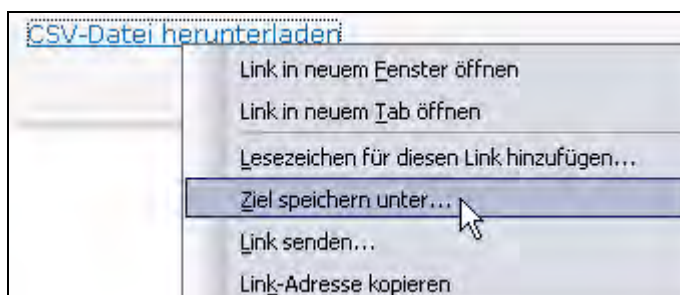 CSV-Datei herunterladen
Link in neuem Fenster öffnen
Link in neuem Tab öffnen
Lesezeichen für diesen Link hinzufügen...
Ziel speichern unter...
Link senden...
Link-Adresse kopieren